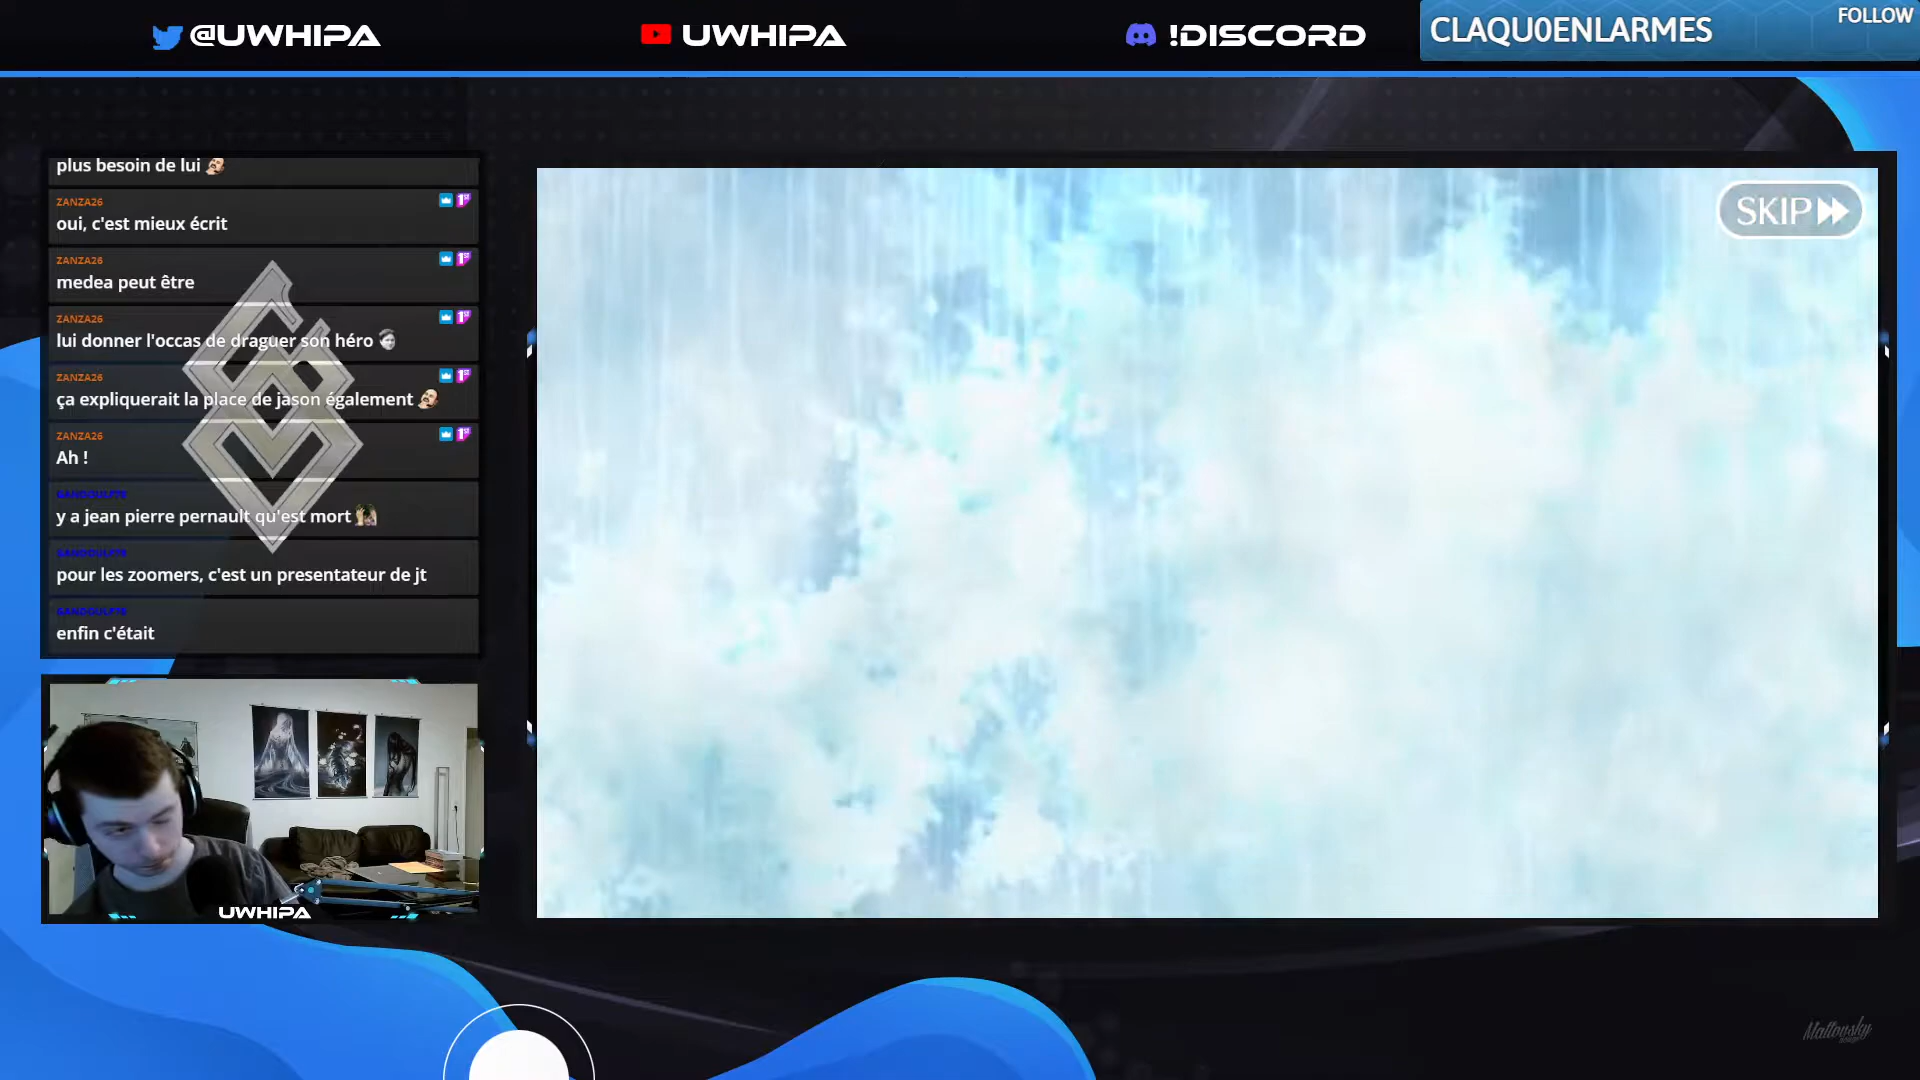 @UWHIPA
UWHIPA
!DISCORD
CLAQU0ENLARMES
FOLLOW
plus besoin de lui
ZANZA26
oui, c'est mieux écrit
ZANZA26
medea peut être
ZANZA26
lui donner l'occas de draguer son héro
ZANZA26
ça expliquerait la place de jason également
ZANZA26
Ah !
y a jean pierre pernault qu'est mort
pour les zoomers, c'est un presentateur de jt
enfin c'était
SKIP
UWHIPA
Mattovsky